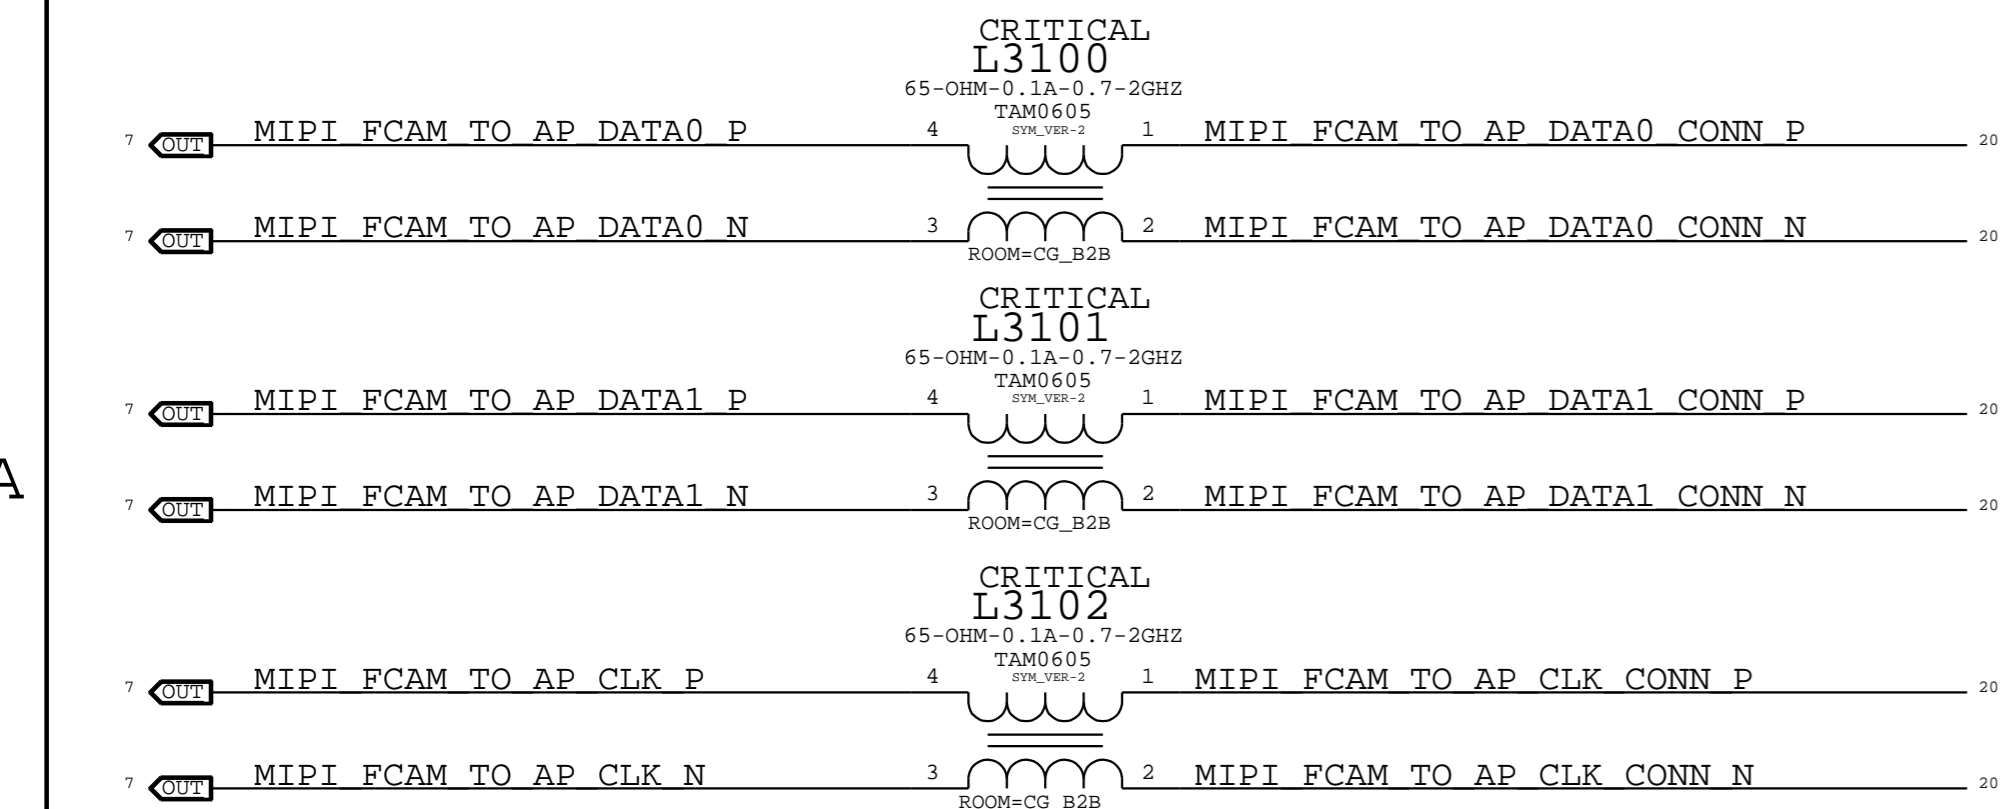 CRITICAL
L3100
65-OHM-0.1A-0.7-2GHZ
TAM0605
SYM_VER-2
7 OUT MIPI_FCAM_TO_AP_DATA0_P 4 1 MIPI_FCAM_TO_AP_DATA0_CONN_P 20
7 OUT MIPI_FCAM_TO_AP_DATA0_N 3 2 MIPI_FCAM_TO_AP_DATA0_CONN_N 20
ROOM=CG_B2B
CRITICAL
L3101
65-OHM-0.1A-0.7-2GHZ
TAM0605
SYM_VER-2
7 OUT MIPI_FCAM_TO_AP_DATA1_P 4 1 MIPI_FCAM_TO_AP_DATA1_CONN_P 20
A
7 OUT MIPI_FCAM_TO_AP_DATA1_N 3 2 MIPI_FCAM_TO_AP_DATA1_CONN_N 20
ROOM=CG_B2B
CRITICAL
L3102
65-OHM-0.1A-0.7-2GHZ
TAM0605
SYM_VER-2
7 OUT MIPI_FCAM_TO_AP_CLK_P 4 1 MIPI_FCAM_TO_AP_CLK_CONN_P 20
7 OUT MIPI_FCAM_TO_AP_CLK_N 3 2 MIPI_FCAM_TO_AP_CLK_CONN_N 20
ROOM=CG_B2B